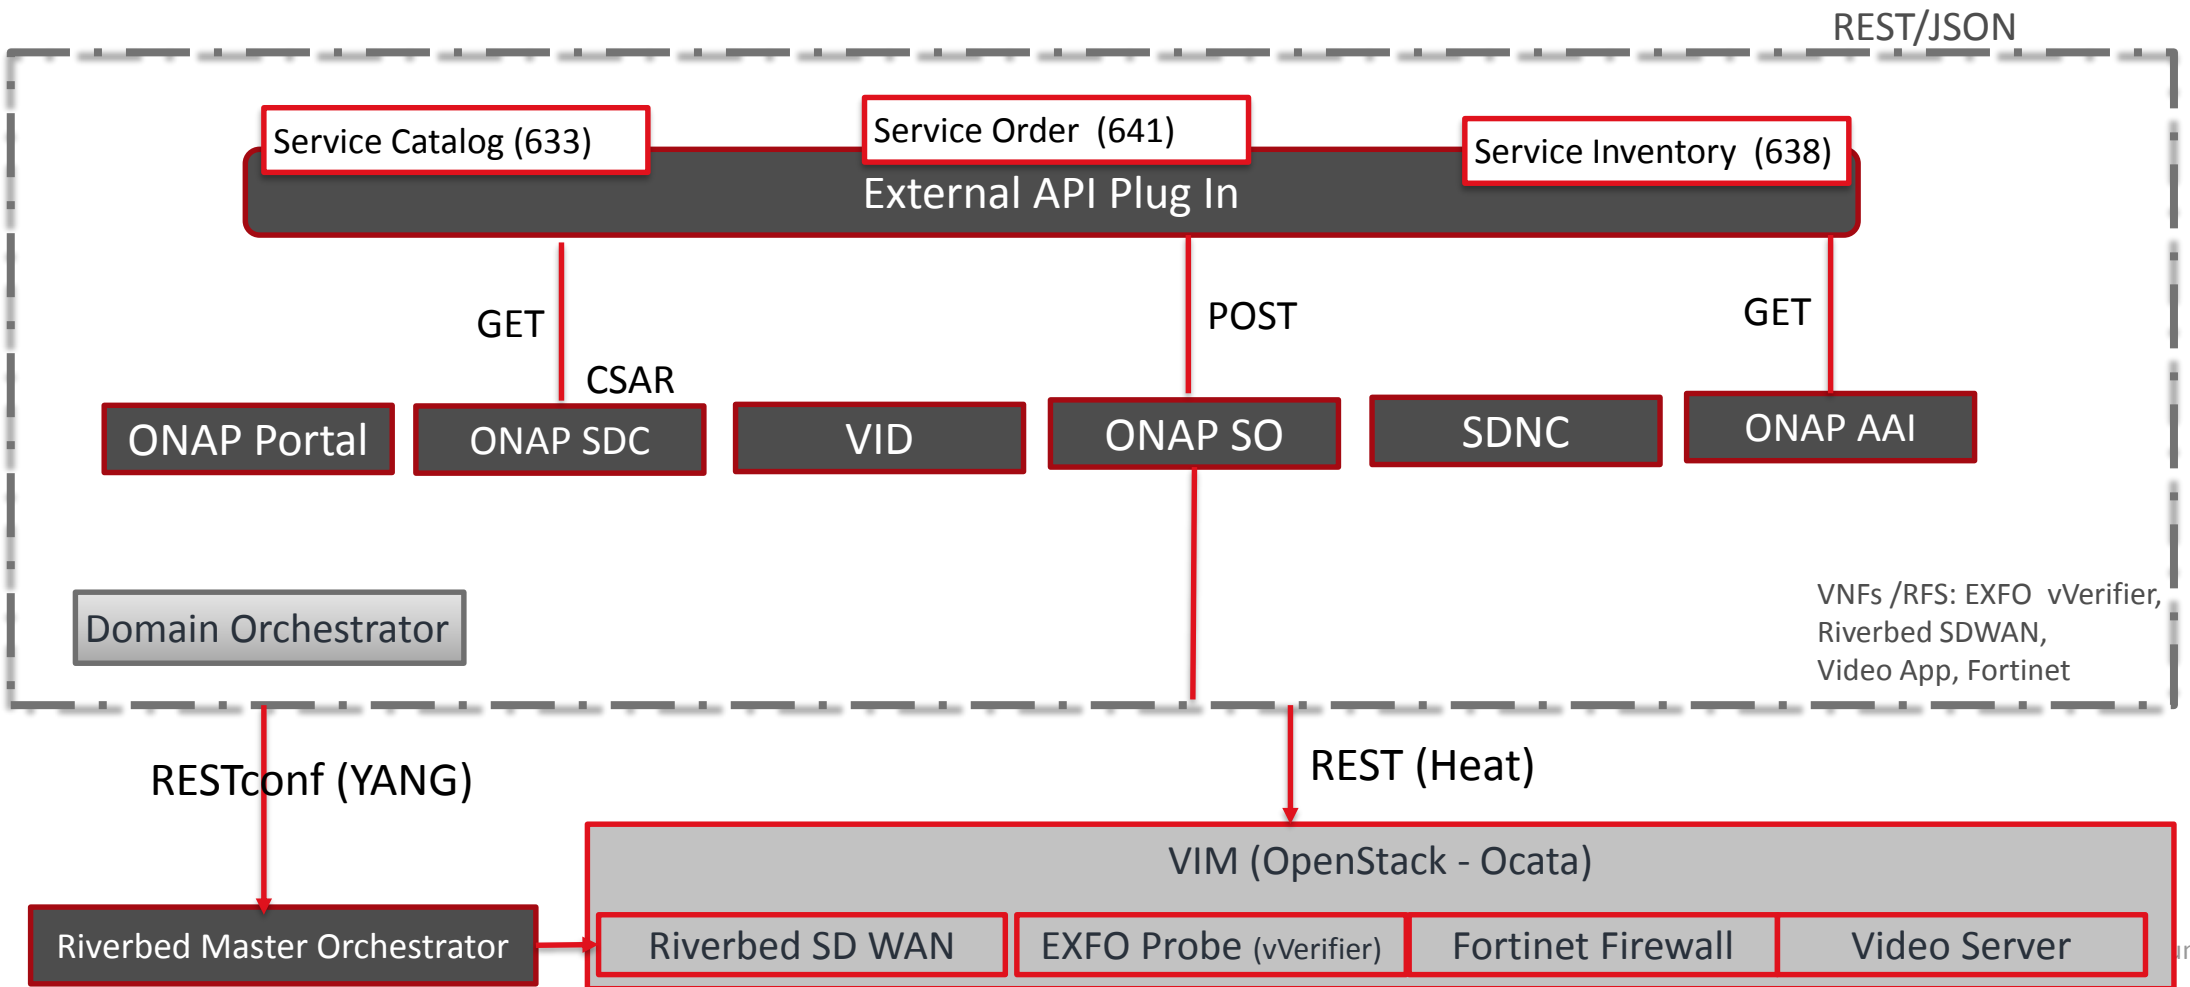 REST/JSON
Service Catalog (633)
Service Order (641)
Service Inventory (638)
External API Plug In
GET
POST
GET
CSAR
ONAP Portal
ONAP SDC
VID
ONAP SO
SDNC
ONAP AAI
Domain Orchestrator
VNFs /RFS: EXFO vVerifier,
Riverbed SDWAN,
Video App, Fortinet
RESTconf (YANG)
REST (Heat)
VIM (OpenStack - Ocata)
Riverbed Master Orchestrator
Riverbed SD WAN
EXFO Probe (vVerifier)
Fortinet Firewall
Video Server